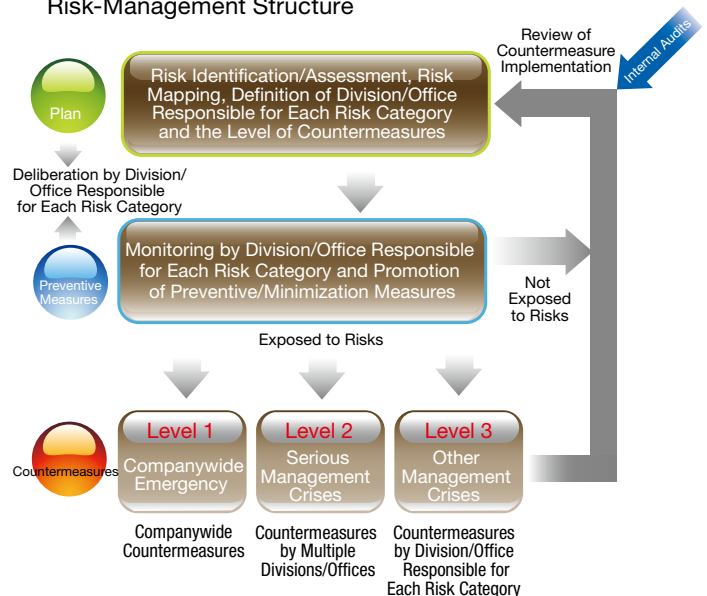 Risk-Management Structure
Review of
Countermeasure
Implementation
Internal Audits
Plan
Risk Identification/Assessment, Risk
Mapping, Definition of Division/Office
Responsible for Each Risk Category
and the Level of Countermeasures
Deliberation by Division/
Office Responsible
for Each Risk Category
Preventive
Measures
Monitoring by Division/Office Responsible
for Each Risk Category and Promotion
of Preventive/Minimization Measures
Not
Exposed
to Risks
Exposed to Risks
Countermeasures
Level 1
Companywide
Emergency
Level 2
Serious
Management
Crises
Level 3
Other
Management
Crises
Companywide
Countermeasures
Countermeasures
by Multiple
Divisions/Offices
Countermeasures
by Division/Office
Responsible for
Each Risk Category